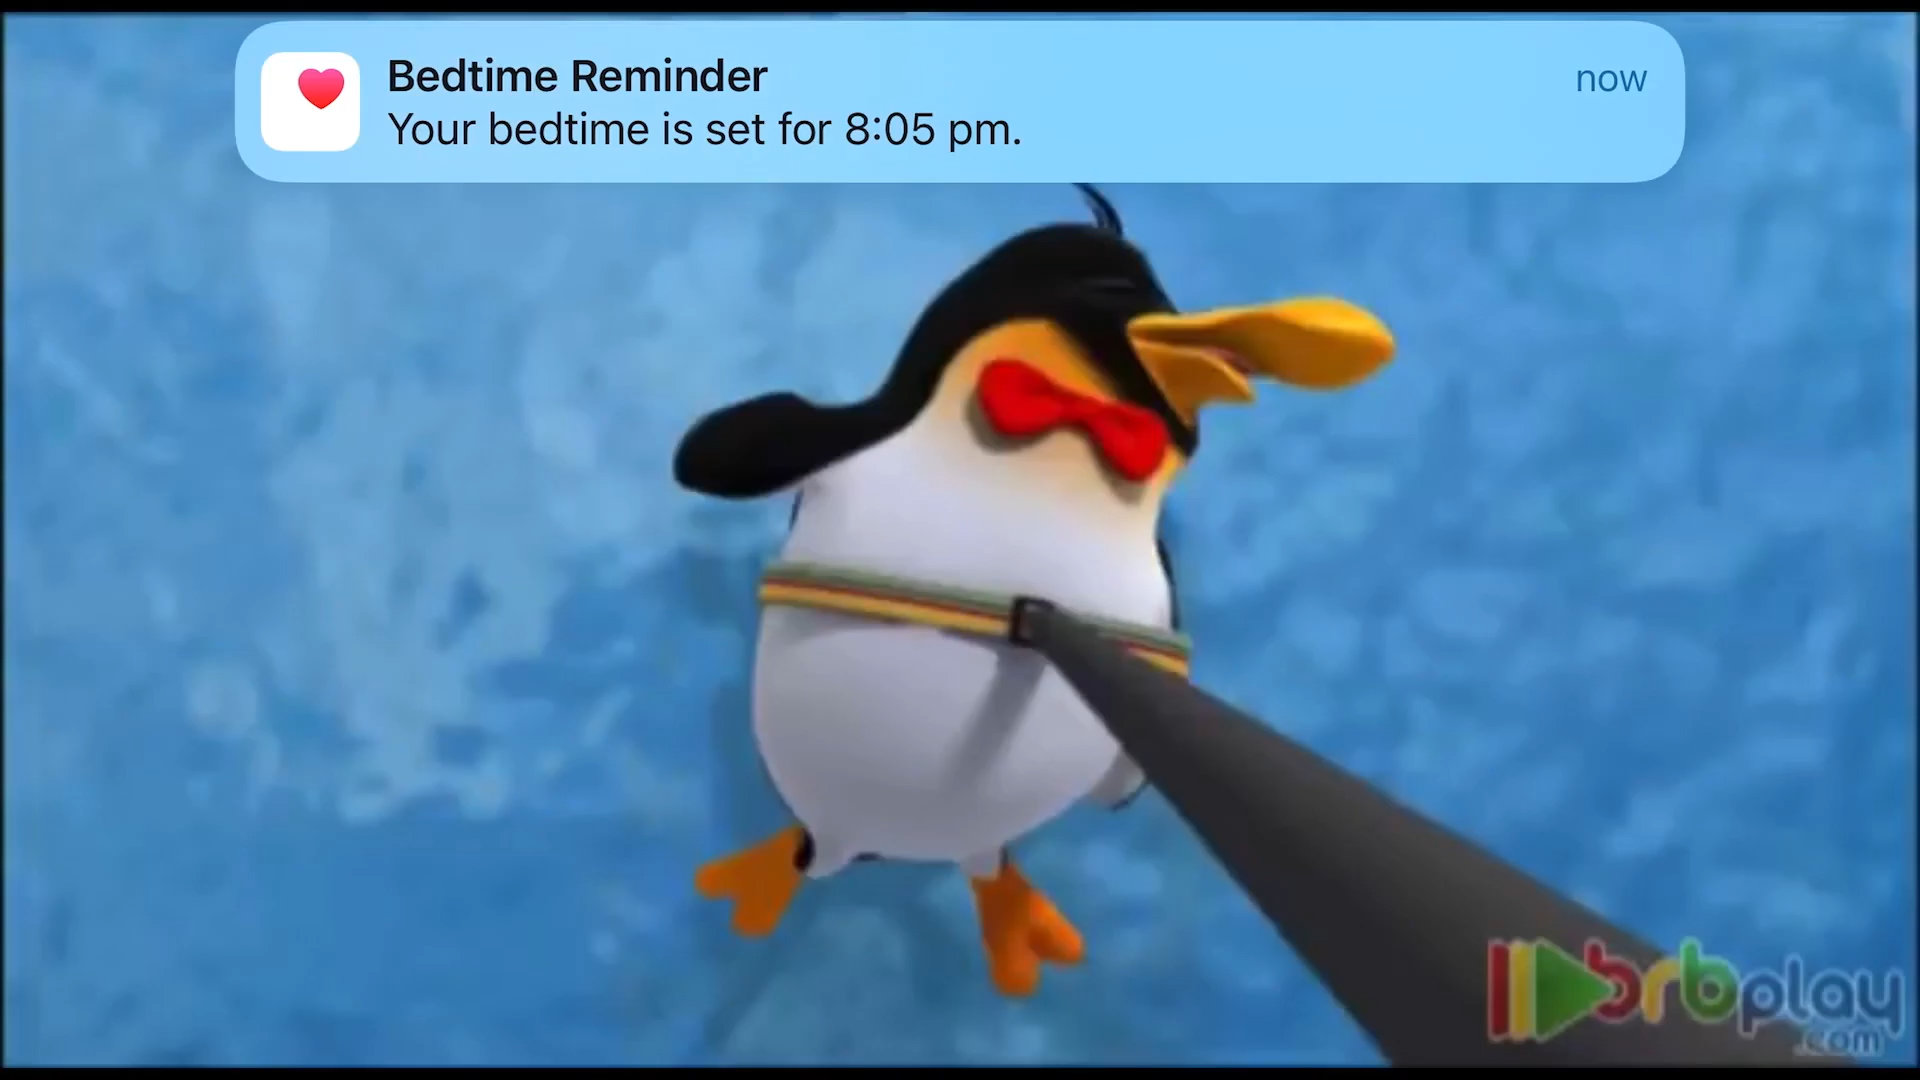 Bedtime Reminder
now
Your bedtime is set for 8:05 pm.
brbplay
.com